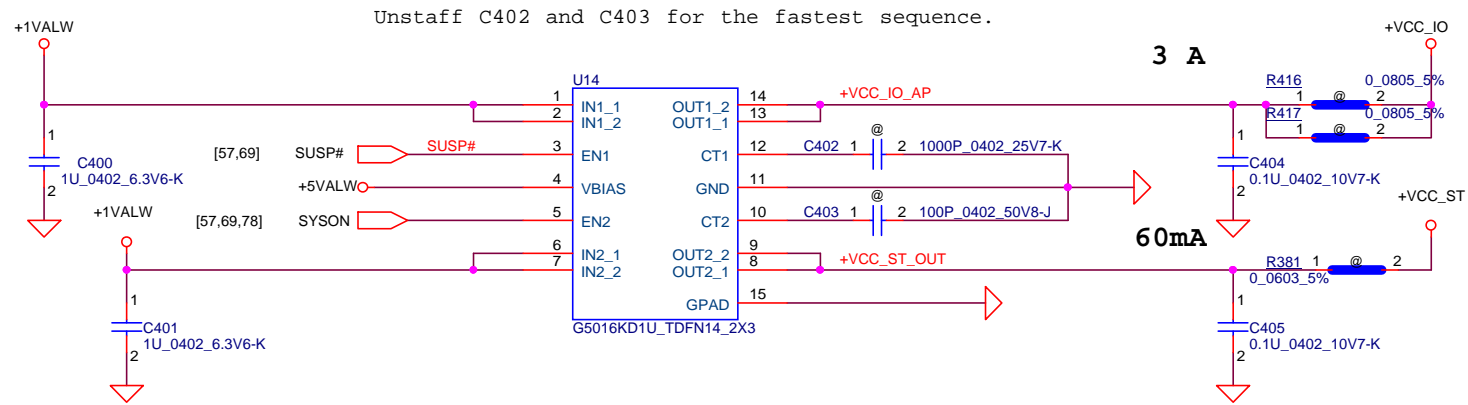 Unstaff C402 and C403 for the fastest sequence.
+1VALW
+VCC_IO
3 A
U14
R416
0_0805_5%
1 @ 2
R417
0_0805_5%
1 @ 2
1 IN1_1 OUT1_2 14
+VCC_IO_AP
2 IN1_2 OUT1_1 13
@
[57,69] SUSP# SUSP# 3 EN1 CT1 12 C402 1 2 1000P_0402_25V7-K
1
C400
1U_0402_6.3V6-K
2
1
C404
0.1U_0402_10V7-K
2
+5VALW 4 VBIAS GND 11
@
+VCC_ST
+1VALW
[57,69,78] SYSON 5 EN2 CT2 10 C403 1 2 100P_0402_50V8-J
60mA
6 IN2_1 OUT2_2 9
7 IN2_2 OUT2_1 8
+VCC_ST_OUT
R381 1 @ 2
0_0603_5%
GPAD 15
G5016KD1U_TDFN14_2X3
1
C401
1U_0402_6.3V6-K
2
1
C405
0.1U_0402_10V7-K
2